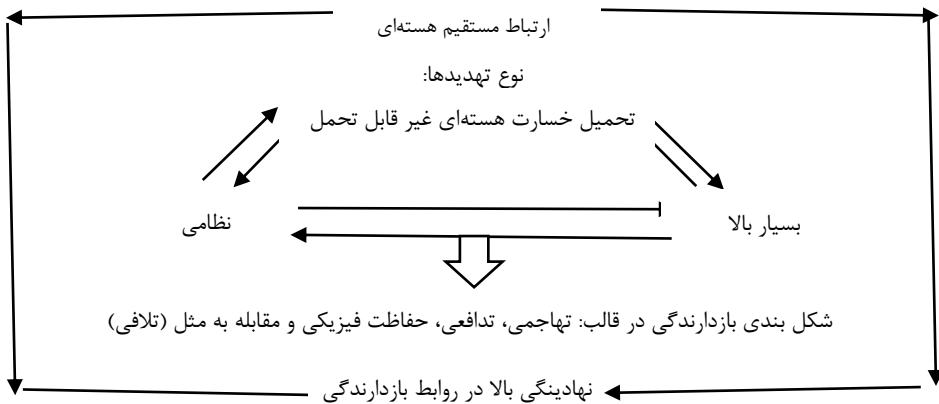 ارتباط مستقیم هسته‌ای
نوع تهدیدها:
تحمیل خسارت هسته‌ای غیر قابل تحمل
بسیار بالا
نظامی
شکل بندی بازدارندگی در قالب: تهاجمی، تدافعی، حفاظت فیزیکی و مقابله به مثل (تلافی)
نهادینگی بالا در روابط بازدارندگی